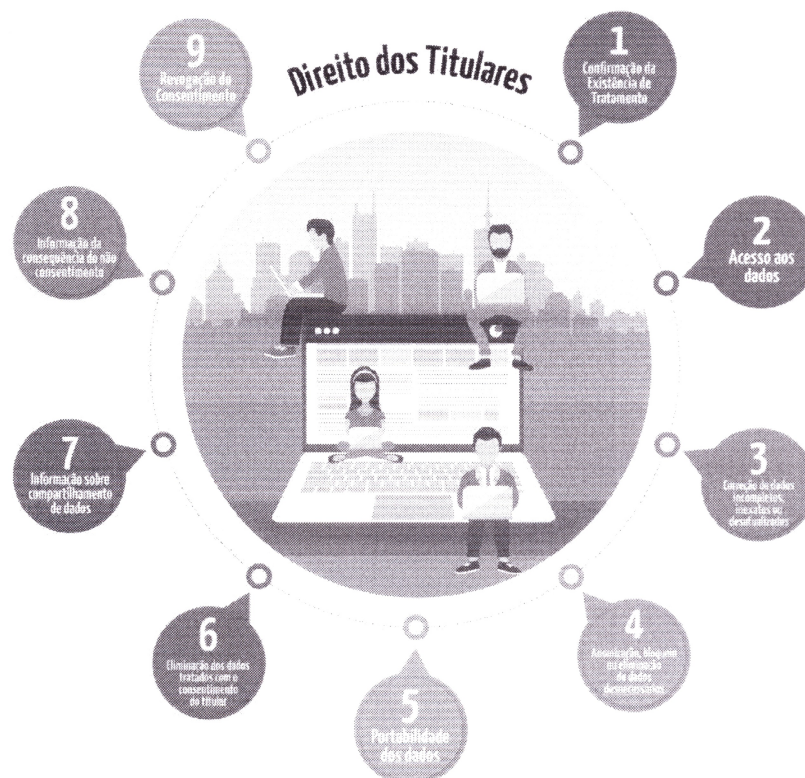 Direito dos Titulares
1
Confirmação da
Existência de
Tratamento
2
Acesso aos
dados
3
Correção de dados
incompletos,
inexatos ou
desatualizados
4
bloqueio
ou eliminação
de dados
desnecessários
5
Portabilidade
dos dados
6
Eliminação dos dados
tratados com o
consentimento
do titular
7
Informação sobre
compartilhamento
de dados
8
Informação da
consequência do não
consentimento
9
Revogação do
Consentimento